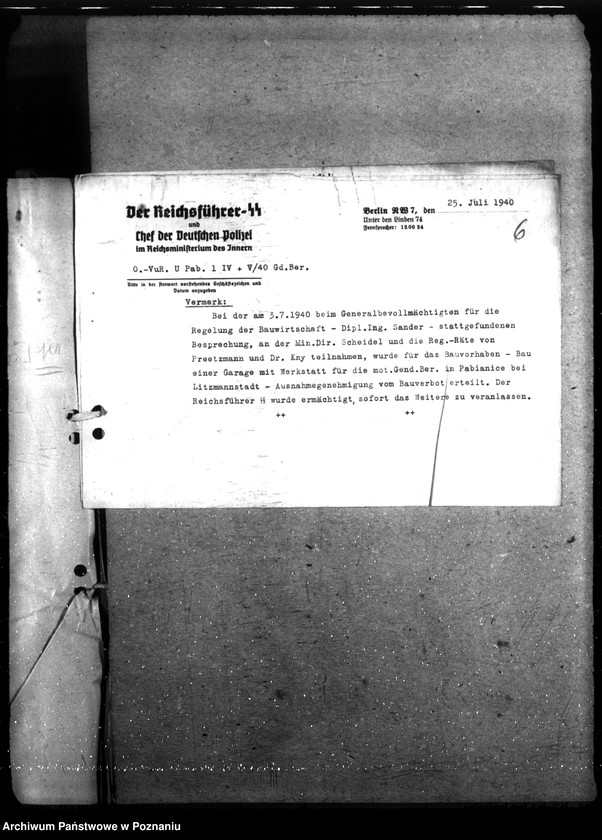 Der Reichsführer-SS
und
Chef der Deutschen Polizei
im Reichsministerium des Innern
O.-VuR. U Pab. 1 IV + V/40 Gd.Ber.
Bitte in der Antwort vorstehendes Geschäftszeichen und
Datum anzugeben
Berlin NW 7, den 25. Juli 1940
Unter den Linden 74
Fernsprecher: 12 00 34
6
Vermerk:
Bei der am 3.7.1940 beim Generalbevollmächtigten für die
Regelung der Bauwirtschaft - Dipl.Ing. Sander - stattgefundenen
Besprechung, an der Min.Dir. Scheidel und die Reg.-Räte von
Preetzmann und Dr. Kny teilnahmen, wurde für das Bauvorhaben - Bau
einer Garage mit Werkstatt für die mot.Gend.Ber. in Pabianice bei
Litzmannstadt - Ausnahmegenehmigung vom Bauverbot erteilt. Der
Reichsführer SS wurde ermächtigt, sofort das Weitere zu veranlassen.
++ ++
Archiwum Państwowe w Poznaniu